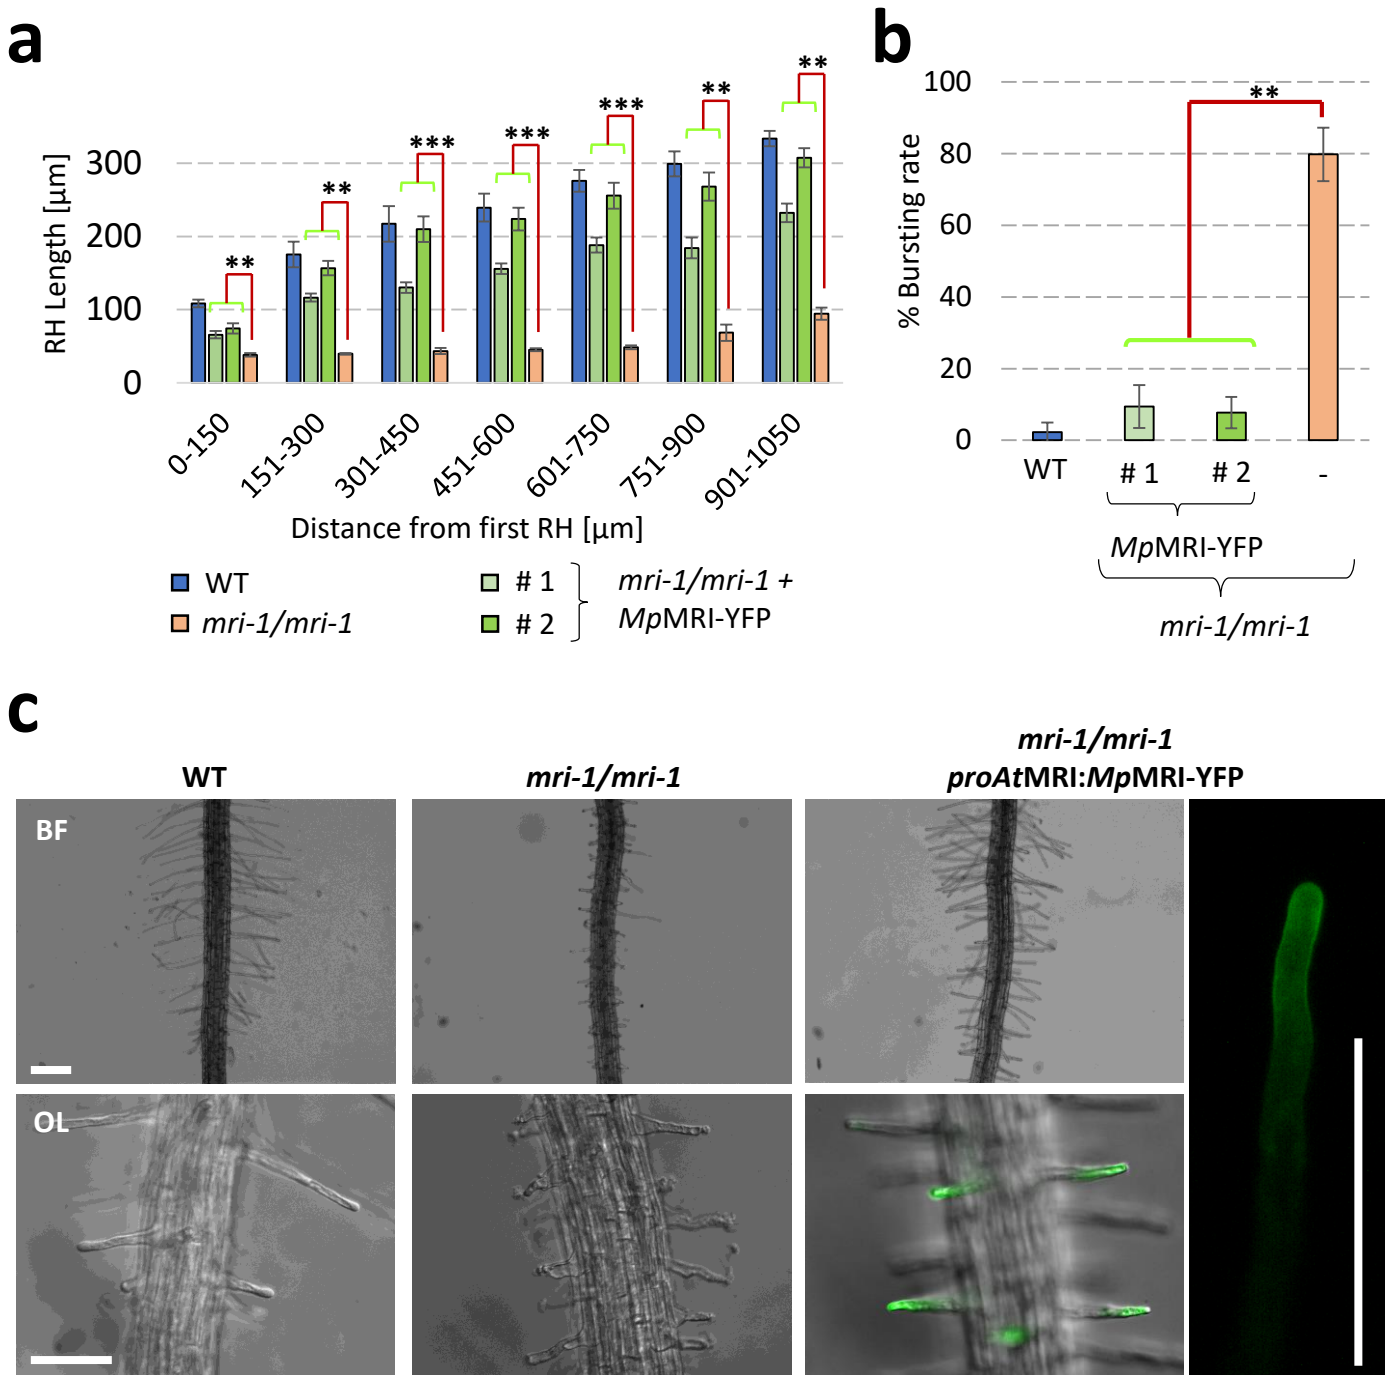 a
RH Length [µm]
300
200
100
0
**
**
***
***
***
**
**
0-150
151-300
301-450
451-600
601-750
751-900
901-1050
Distance from first RH [µm]
WT
mri-1/mri-1
# 1
# 2
mri-1/mri-1 +
MpMRI-YFP
b
% Bursting rate
100
80
60
40
20
0
**
WT
# 1
# 2
-
MpMRI-YFP
mri-1/mri-1
c
WT
mri-1/mri-1
mri-1/mri-1
proAtMRI:MpMRI-YFP
BF
OL